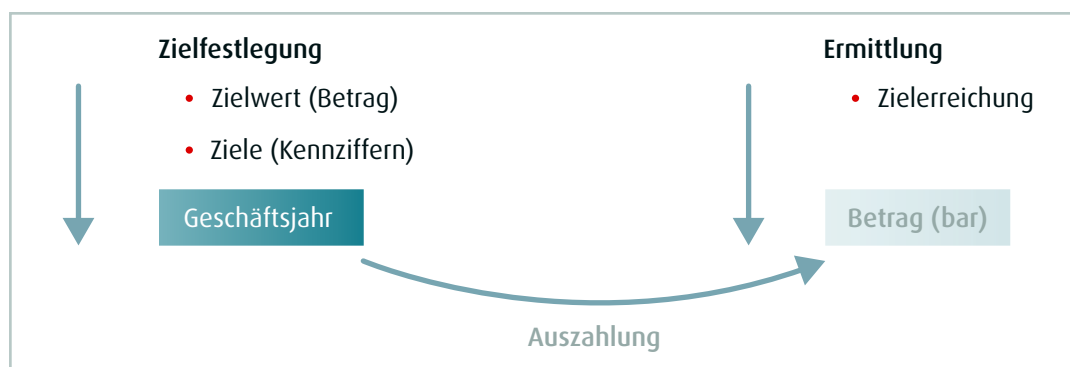 Zielfestlegung
• Zielwert (Betrag)
• Ziele (Kennziffern)
Geschäftsjahr
Ermittlung
• Zielerreichung
Betrag (bar)
Auszahlung